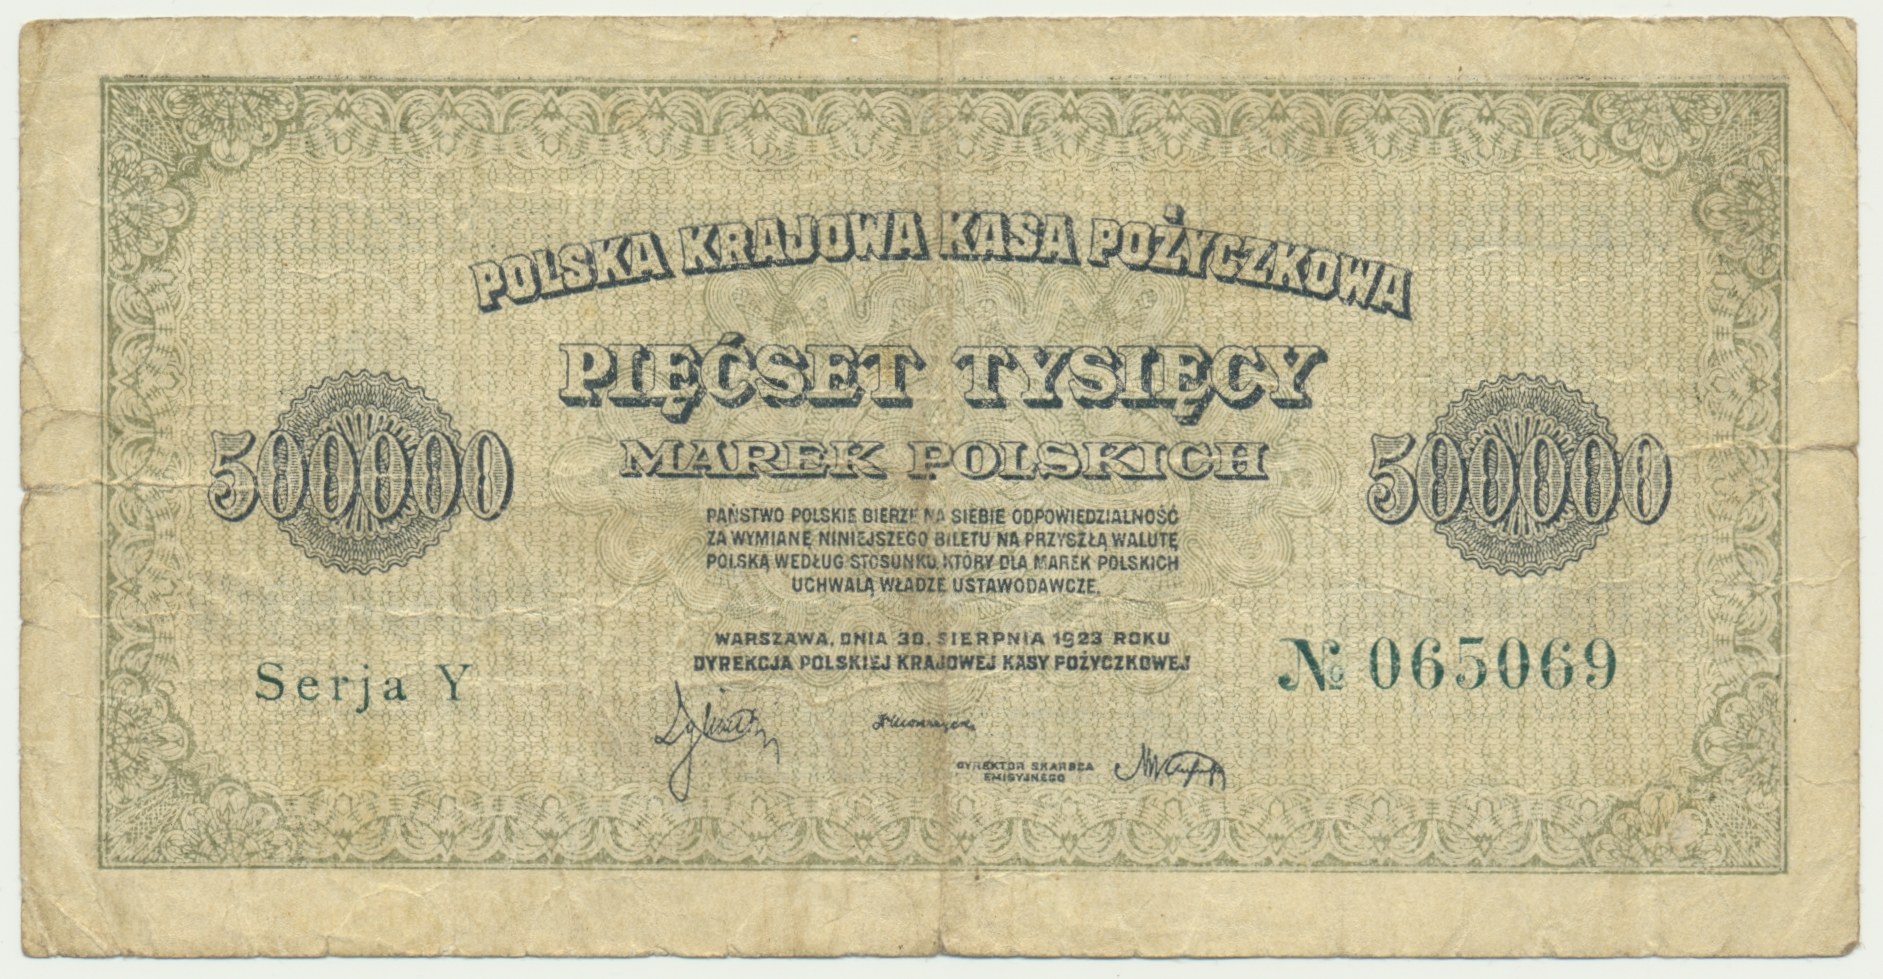 POLSKA KRAJOWA KASA POŻYCZKOWA
PIĘĆSET TYSIĘCY
MAREK POLSKICH
500000
500000
PAŃSTWO POLSKIE BIERZE NA SIEBIE ODPOWIEDZIALNOŚĆ
ZA WYMIANĘ NINIEJSZEGO BILETU NA PRZYSZŁĄ WALUTĘ
POLSKĄ WEDŁUG STOSUNKU, KTÓRY DLA MAREK POLSKICH
UCHWALĄ WŁADZE USTAWODAWCZE.
WARSZAWA, DNIA 30. SIERPNIA 1923 ROKU
DYREKCJA POLSKIEJ KRAJOWEJ KASY POŻYCZKOWEJ
Serja Y
№ 065069
DYREKTOR SKARBCA
EMISYJNEGO